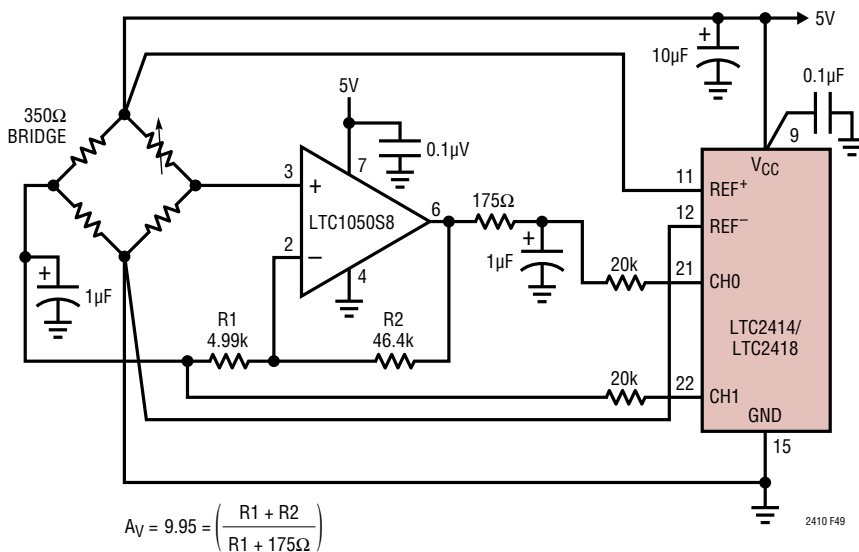 5V
10µF
0.1µF
350Ω
BRIDGE
5V
0.1µV
9
VCC
3
7
11
REF+
+
LTC1050S8
6
175Ω
12
REF−
2
−
4
+
1µF
20k
21
CH0
+
1µF
R1
4.99k
R2
46.4k
LTC2414/
LTC2418
20k
22
CH1
GND
15
+
AV = 9.95 = (R1 + R2 / R1 + 175Ω)
2410 F49